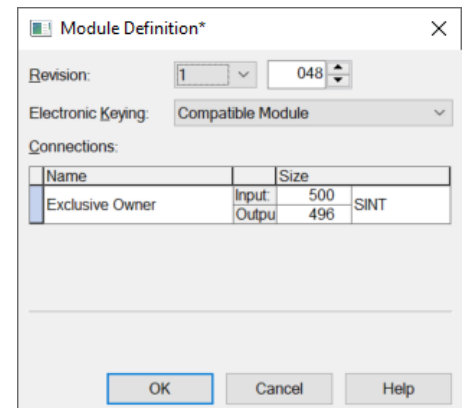 Module Definition*
Revision: 1 048
Electronic Keying: Compatible Module
Connections:
Name Size
Exclusive Owner Input: 500 SINT
Outpu 496
OK Cancel Help